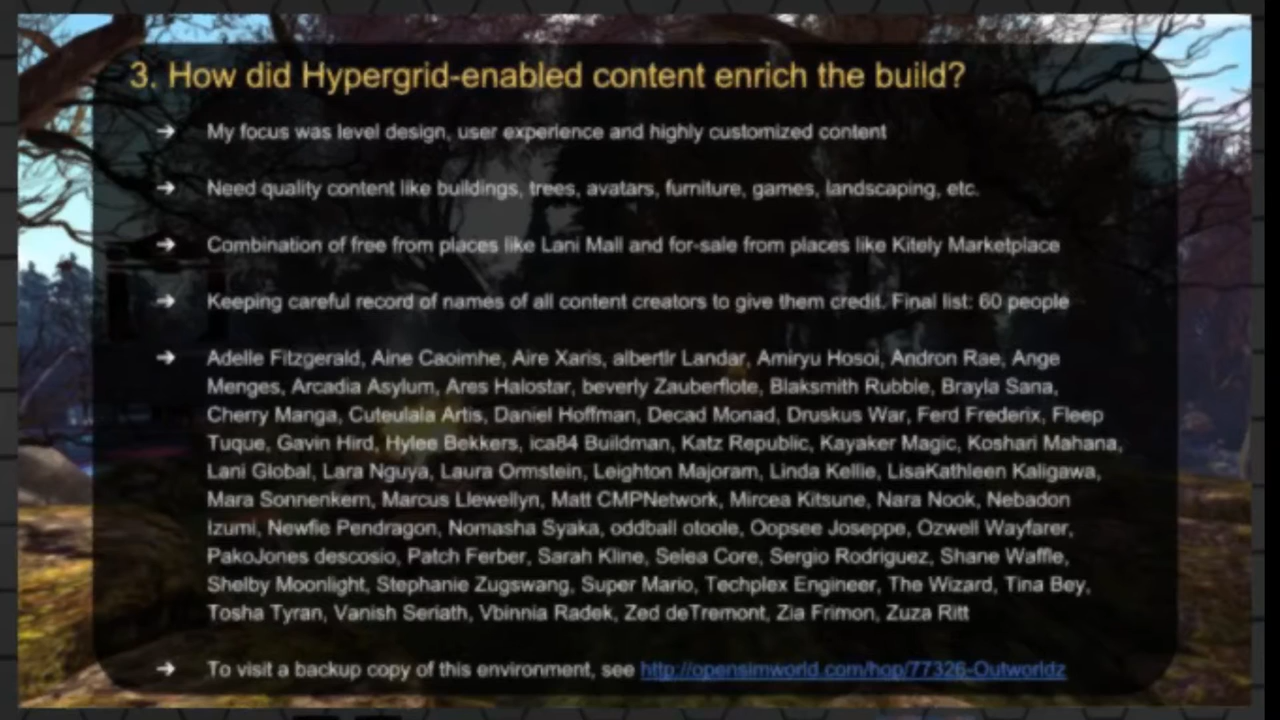 3. How did Hypergrid-enabled content enrich the build?
➔ My focus was level design, user experience and highly customized content
➔ Need quality content like buildings, trees, avatars, furniture, games, landscaping, etc.
➔ Combination of free from places like Lani Mall and for-sale from places like Kitely Marketplace
➔ Keeping careful record of names of all content creators to give them credit. Final list: 60 people
➔ Adelle Fitzgerald, Aine Caoimhe, Aire Xaris, albertlr Landar, Amiryu Hosoi, Andron Rae, Ange
Menges, Arcadia Asylum, Ares Halostar, beverly Zauberflote, Blaksmith Rubble, Brayla Sana,
Cherry Manga, Cuteulala Artis, Daniel Hoffman, Decad Monad, Druskus War, Ferd Frederix, Fleep
Tuque, Gavin Hird, Hylee Bekkers, ica84 Buildman, Katz Republic, Kayaker Magic, Koshari Mahana,
Lani Global, Lara Nguya, Laura Ormstein, Leighton Majoram, Linda Kellie, LisaKathleen Kaligawa,
Mara Sonnenkern, Marcus Llewellyn, Matt CMPNetwork, Mircea Kitsune, Nara Nook, Nebadon
Izumi, Newfie Pendragon, Nomasha Syaka, oddball otoole, Oopsee Joseppe, Ozwell Wayfarer,
PakoJones descosio, Patch Ferber, Sarah Kline, Selea Core, Sergio Rodriguez, Shane Waffle,
Shelby Moonlight, Stephanie Zugswang, Super Mario, Techplex Engineer, The Wizard, Tina Bey,
Tosha Tyran, Vanish Seriath, Vbinnia Radek, Zed deTremont, Zia Frimon, Zuza Ritt
➔ To visit a backup copy of this environment, see http://opensimworld.com/hop/77326-Outworldz